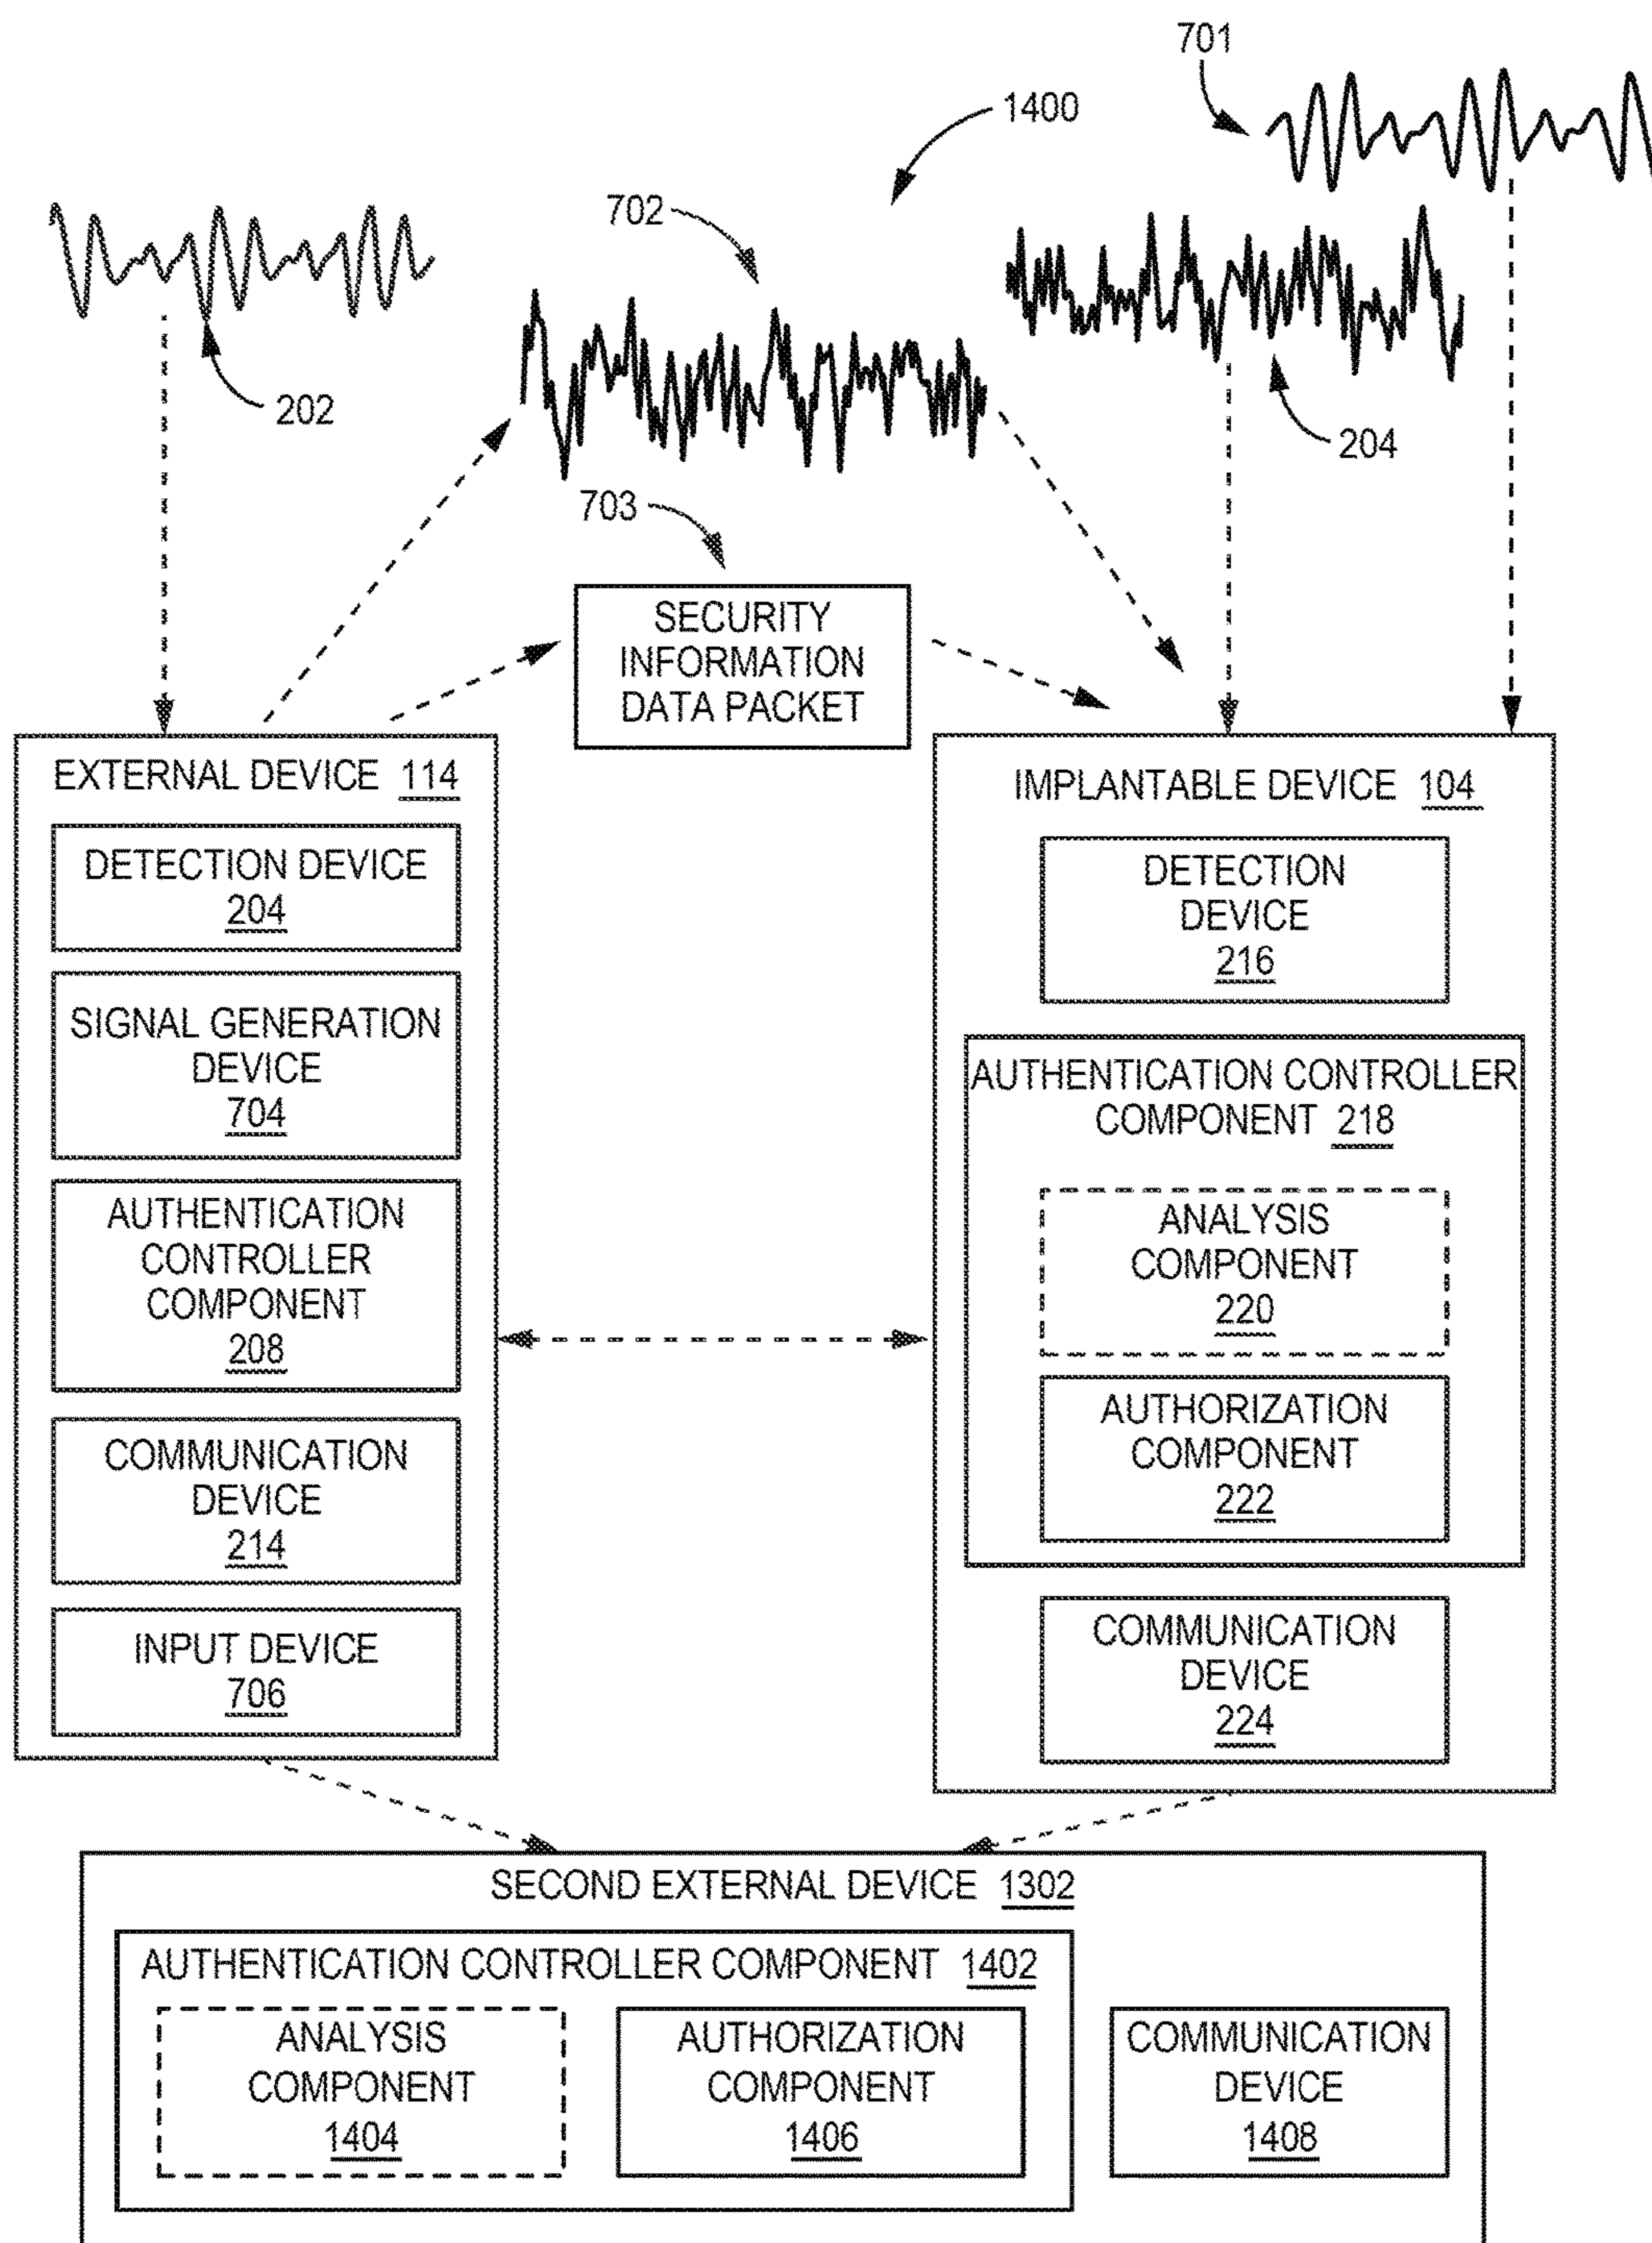 701
1400
702
202
204
703
SECURITY
INFORMATION
DATA PACKET
EXTERNAL DEVICE 114
DETECTION DEVICE
204
SIGNAL GENERATION
DEVICE
704
AUTHENTICATION
CONTROLLER
COMPONENT
208
COMMUNICATION
DEVICE
214
INPUT DEVICE
706
IMPLANTABLE DEVICE 104
DETECTION
DEVICE
216
AUTHENTICATION CONTROLLER
COMPONENT 218
ANALYSIS
COMPONENT
220
AUTHORIZATION
COMPONENT
222
COMMUNICATION
DEVICE
224
SECOND EXTERNAL DEVICE 1302
AUTHENTICATION CONTROLLER COMPONENT 1402
ANALYSIS
COMPONENT
1404
AUTHORIZATION
COMPONENT
1406
COMMUNICATION
DEVICE
1408